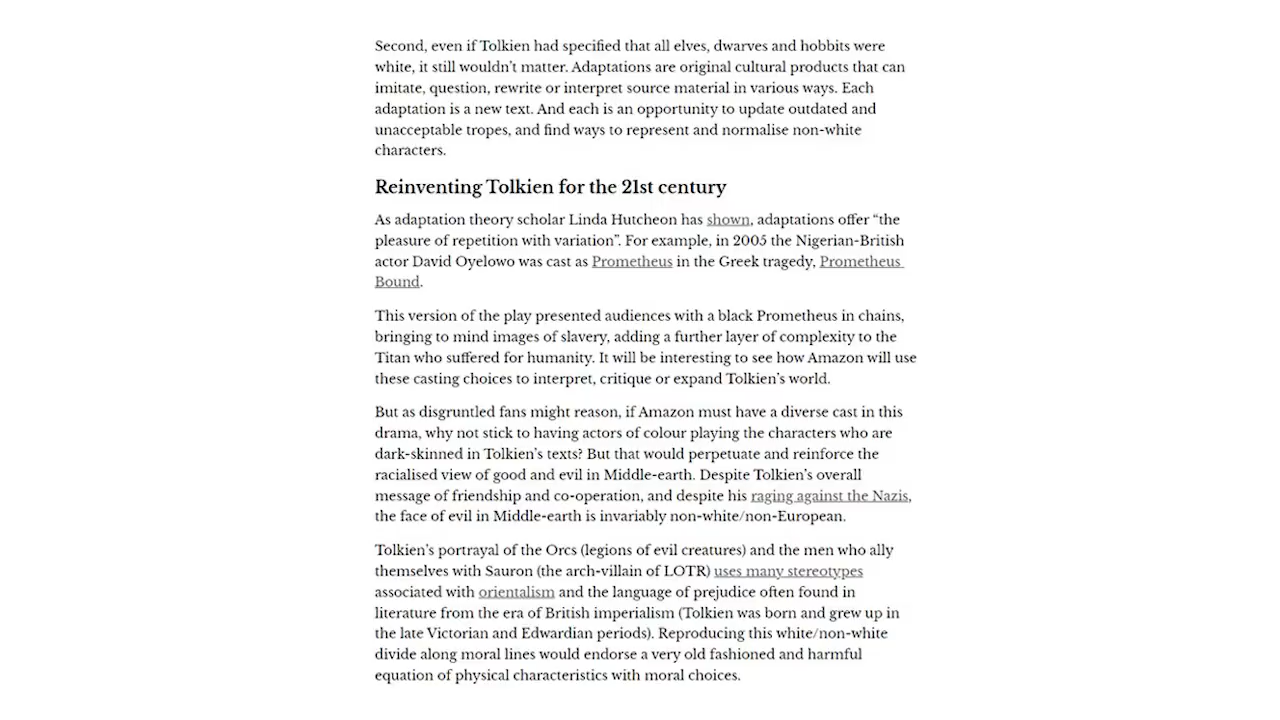 Second, even if Tolkien had specified that all elves, dwarves and hobbits were
white, it still wouldn’t matter. Adaptations are original cultural products that can
imitate, question, rewrite or interpret source material in various ways. Each
adaptation is a new text. And each is an opportunity to update outdated and
unacceptable tropes, and find ways to represent and normalise non-white
characters.
Reinventing Tolkien for the 21st century
As adaptation theory scholar Linda Hutcheon has shown, adaptations offer “the
pleasure of repetition with variation”. For example, in 2005 the Nigerian-British
actor David Oyelowo was cast as Prometheus in the Greek tragedy, Prometheus
Bound.
This version of the play presented audiences with a black Prometheus in chains,
bringing to mind images of slavery, adding a further layer of complexity to the
Titan who suffered for humanity. It will be interesting to see how Amazon will use
these casting choices to interpret, critique or expand Tolkien’s world.
But as disgruntled fans might reason, if Amazon must have a diverse cast in this
drama, why not stick to having actors of colour playing the characters who are
dark-skinned in Tolkien’s texts? But that would perpetuate and reinforce the
racialised view of good and evil in Middle-earth. Despite Tolkien’s overall
message of friendship and co-operation, and despite his raging against the Nazis,
the face of evil in Middle-earth is invariably non-white/non-European.
Tolkien’s portrayal of the Orcs (legions of evil creatures) and the men who ally
themselves with Sauron (the arch-villain of LOTR) uses many stereotypes
associated with orientalism and the language of prejudice often found in
literature from the era of British imperialism (Tolkien was born and grew up in
the late Victorian and Edwardian periods). Reproducing this white/non-white
divide along moral lines would endorse a very old fashioned and harmful
equation of physical characteristics with moral choices.